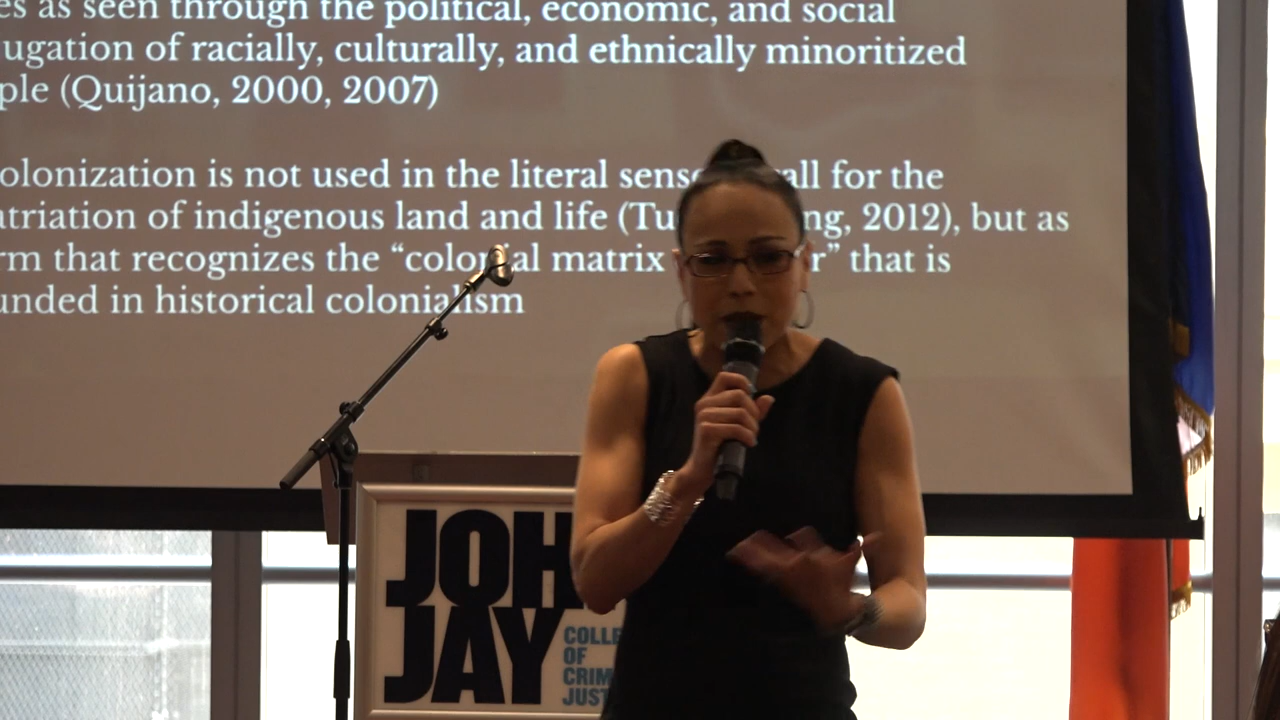 es as seen through the political, economic, and social
ugation of racially, culturally, and ethnically minoritized
ple (Quijano, 2000, 2007)
olonization is not used in the literal sense all for the
atriation of indigenous land and life (Tu ng, 2012), but as
rm that recognizes the “colonial matrix r” that is
unded in historical colonialism
JOH
JAY
COLLE
OF
CRIM
JUST